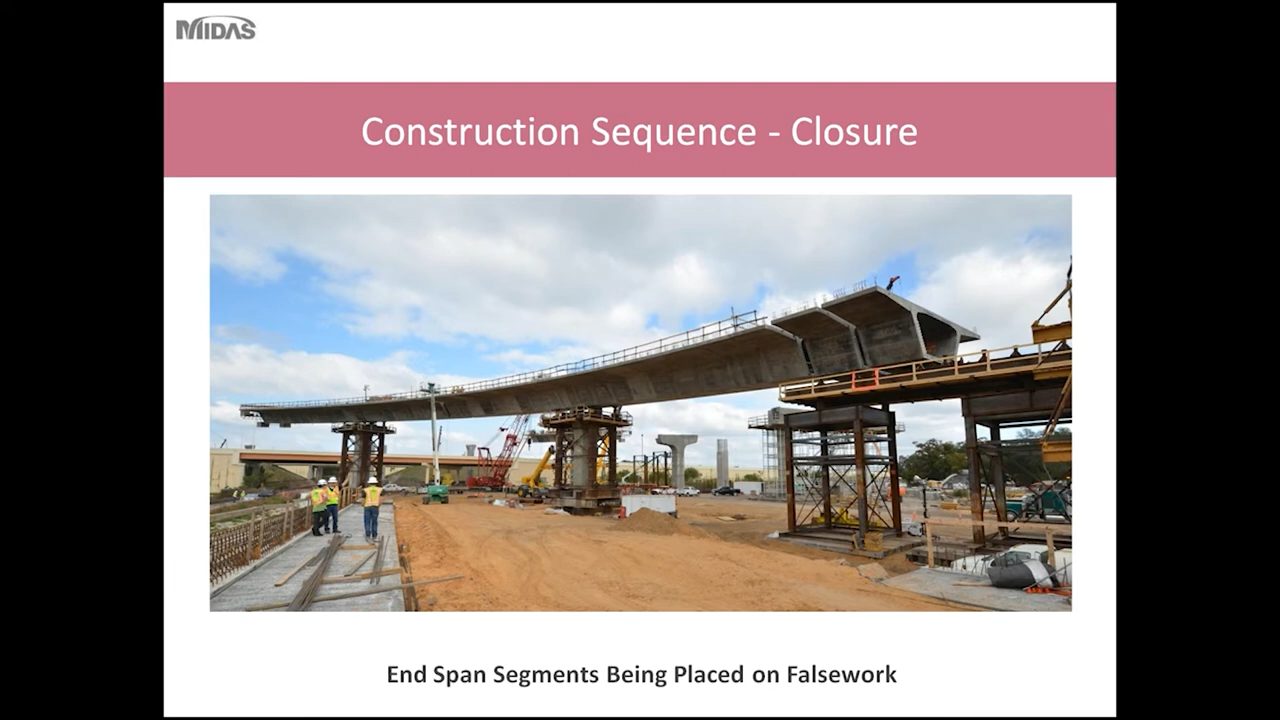 MIDAS
Construction Sequence - Closure
End Span Segments Being Placed on Falsework